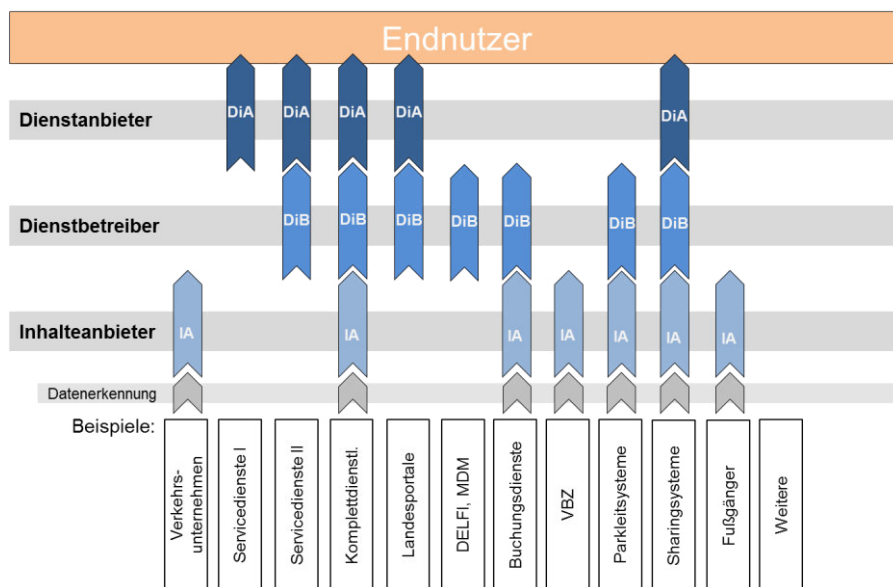 Endnutzer
Dienstanbieter
DiA
DiA
DiA
DiA
DiA
Dienstbetreiber
DiB
DiB
DiB
DiB
DiB
DiB
DiB
Inhalteanbieter
IA
IA
IA
IA
IA
IA
IA
Datenerkennung
Beispiele:
Verkehrs-
unternehmen
Servicedienste I
Servicedienste II
Komplettdienstl.
Landesportale
DELFI, MDM
Buchungsdienste
VBZ
Parkleitsysteme
Sharingsysteme
Fußgänger
Weitere